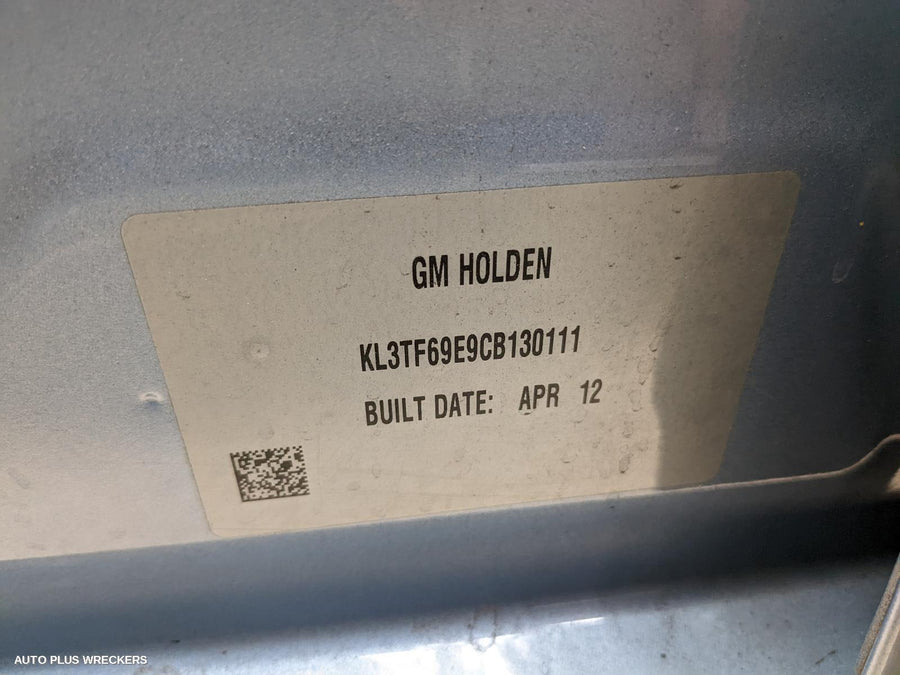 GM HOLDEN
KL3TF69E9CB130111
BUILT DATE: APR 12
AUTO PLUS WRECKERS